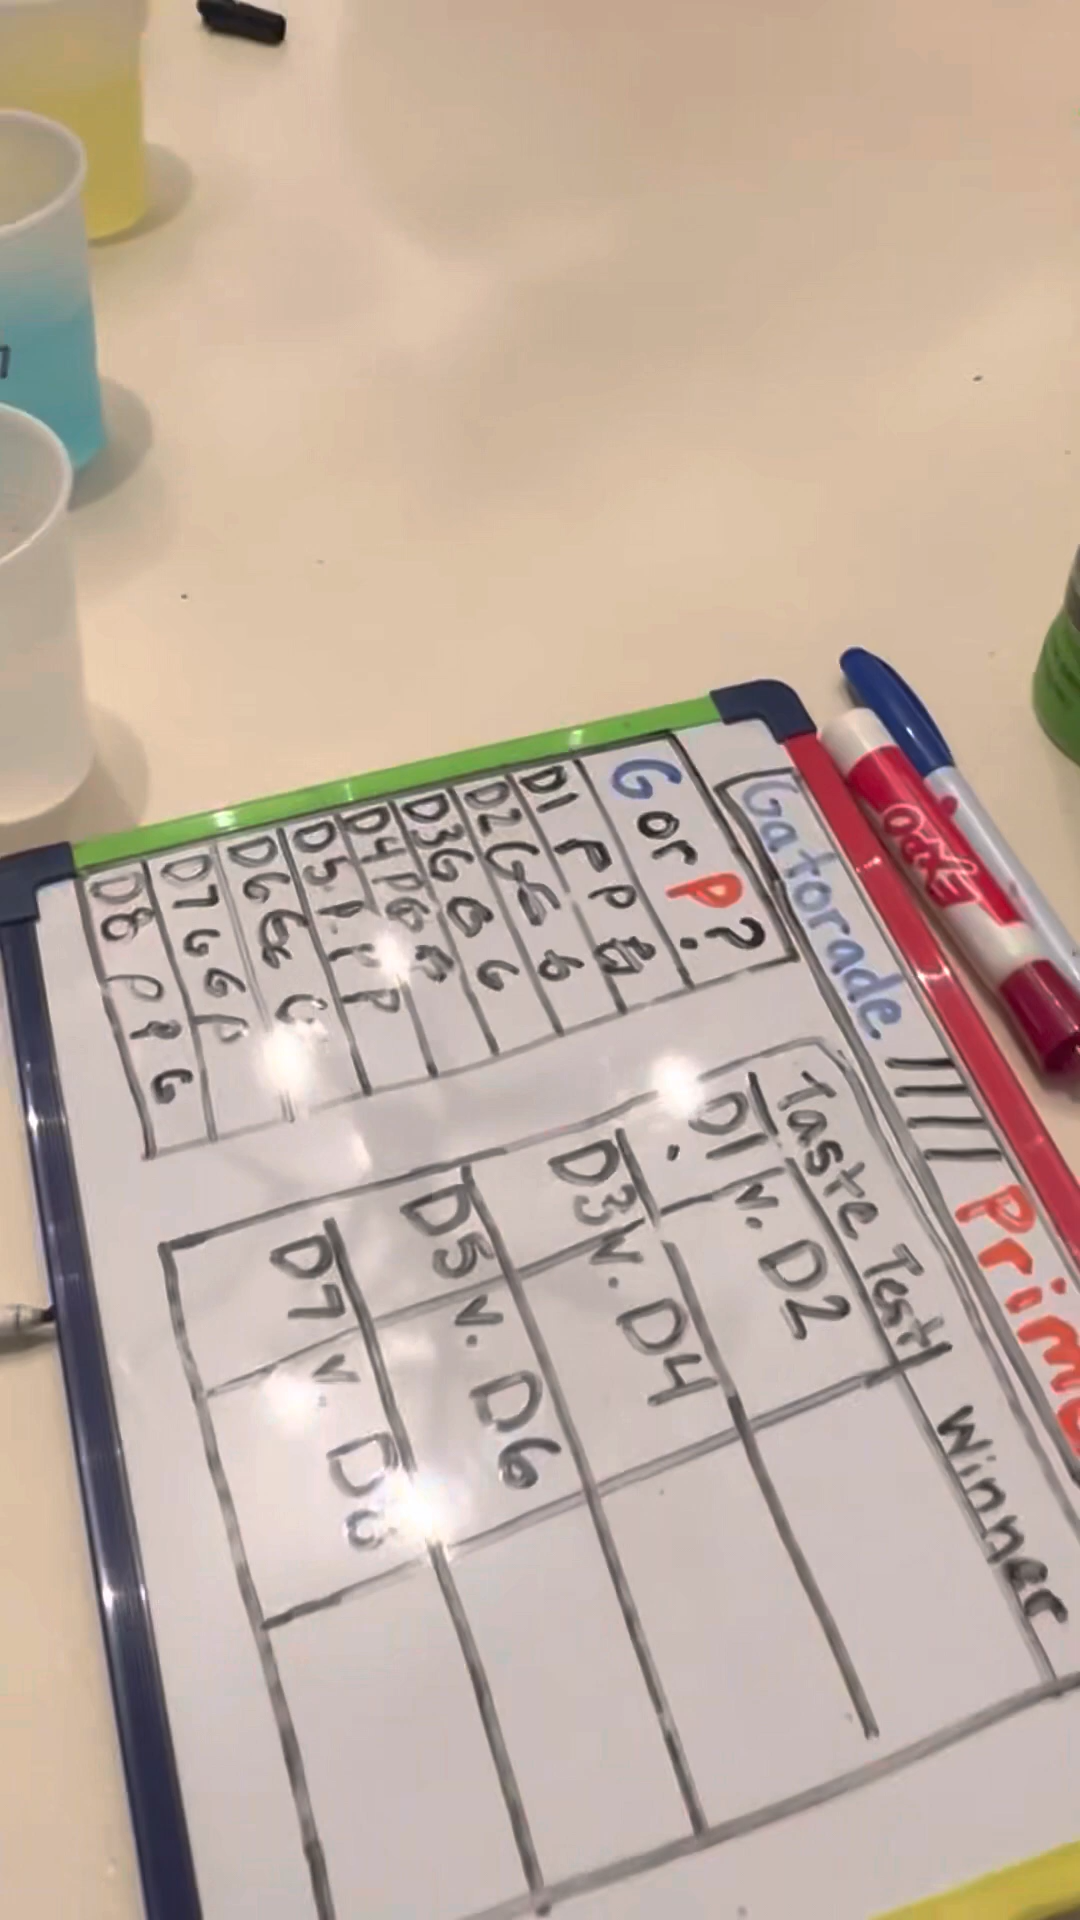 Gatorade |||| Prime
G or P?
D1 P P G
D2 G G G
D3 G G G
D4 P G G
D5 P P P
D6 G G G
D7 G G P
D8 P P G
Taste Test! Winner
D1 v. D2
D3 v. D4
D5 v. D6
D7 v. D8
EXPO